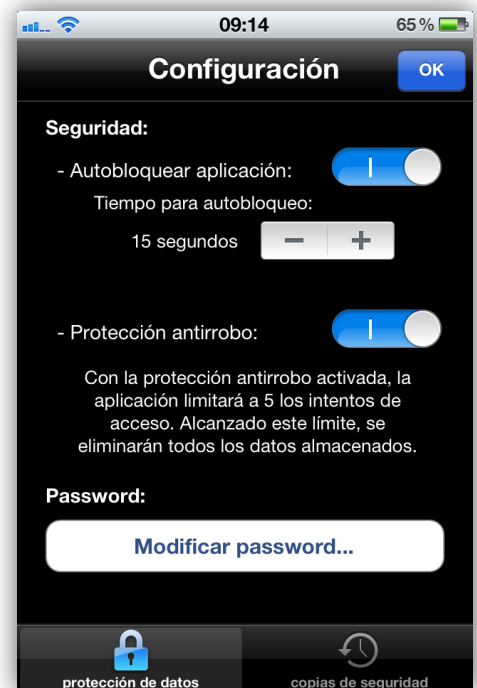 09:14
65 %
Configuración
OK
Seguridad:
- Autobloquear aplicación:
Tiempo para autobloqueo:
15 segundos
- Protección antirrobo:
Con la protección antirrobo activada, la
aplicación limitará a 5 los intentos de
acceso. Alcanzado este límite, se
eliminarán todos los datos almacenados.
Password:
Modificar password...
protección de datos
copias de seguridad